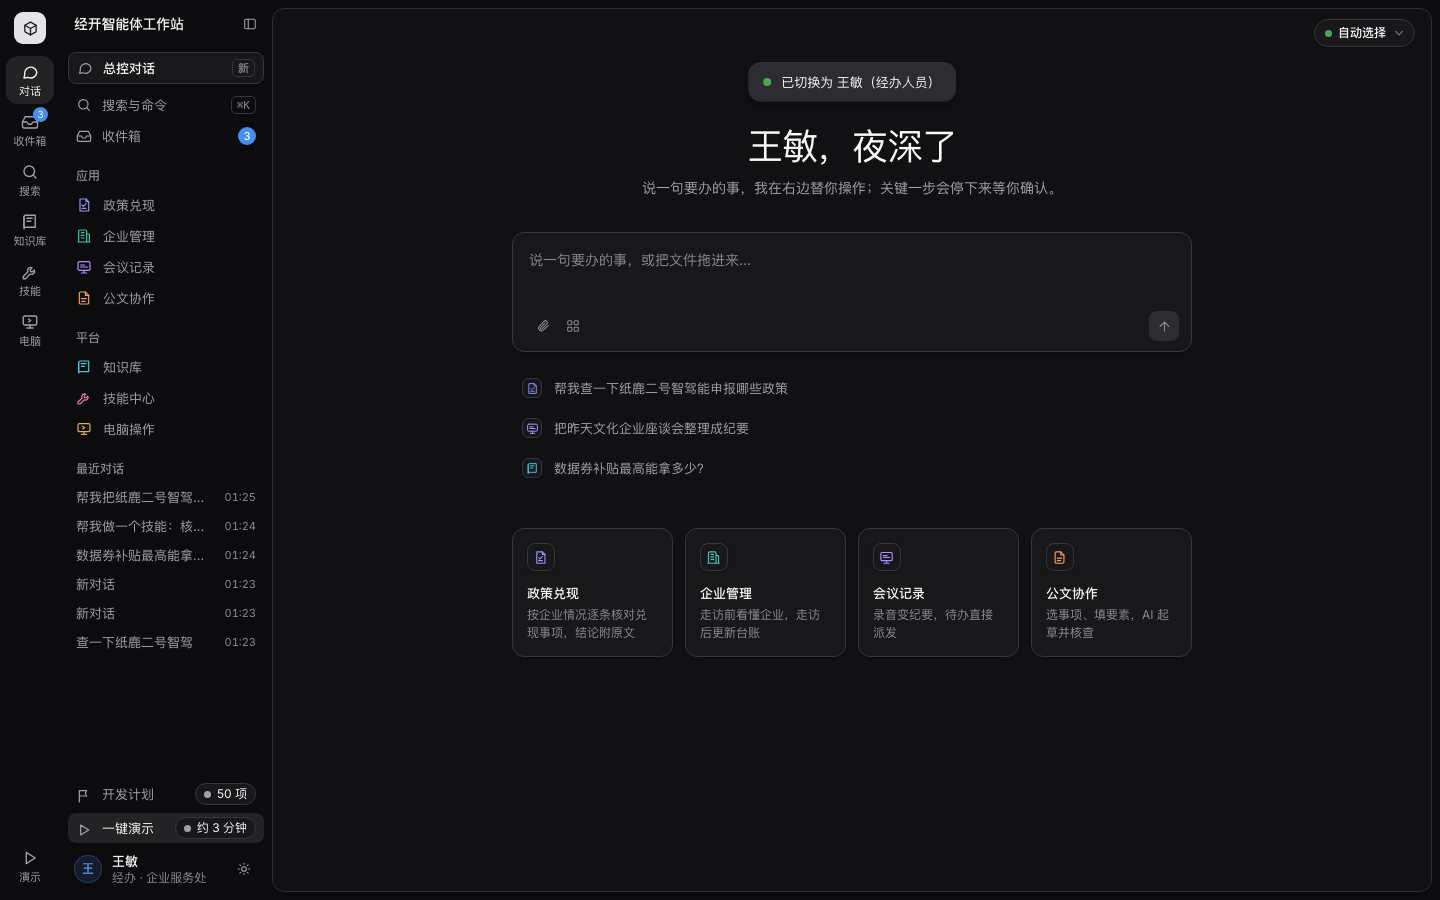 经开智能体工作站
自动选择
对话
总控对话
新
已切换为 王敏（经办人员）
3
收件箱
搜索与命令
⌘K
收件箱
3
王敏，夜深了
搜索
应用
说一句要办的事，我在右边替你操作；关键一步会停下来等你确认。
知识库
政策兑现
企业管理
技能
会议记录
说一句要办的事，或把文件拖进来...
公文协作
电脑
平台
知识库
技能中心
电脑操作
帮我查一下纸鹿二号智驾能申报哪些政策
把昨天文化企业座谈会整理成纪要
数据券补贴最高能拿多少？
最近对话
帮我把纸鹿二号智驾... 01:25
帮我做一个技能：核... 01:24
数据券补贴最高能拿... 01:24
新对话 01:23
新对话 01:23
查一下纸鹿二号智驾 01:23
政策兑现
按企业情况逐条核对兑
现事项，结论附原文
企业管理
走访前看懂企业，走访
后更新台账
会议记录
录音变纪要，待办直接
派发
公文协作
选事项、填要素，AI 起
草并核查
开发计划
50 项
一键演示
约 3 分钟
演示
王
王敏
经办 · 企业服务处